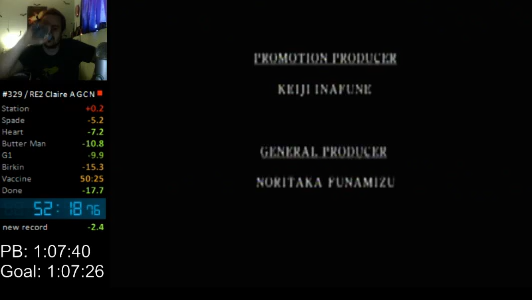 #329 / RE2 Claire A GCN
Station +0.2
Spade -5.2
Heart -7.2
Butter Man -10.8
G1 -9.9
Birkin -15.3
Vaccine 50:25
Done -17.7
52:18 76
new record -2.4
PB: 1:07:40
Goal: 1:07:26
PROMOTION PRODUCER
KEIJI INAFUNE
GENERAL PRODUCER
NORITAKA FUNAMIZU